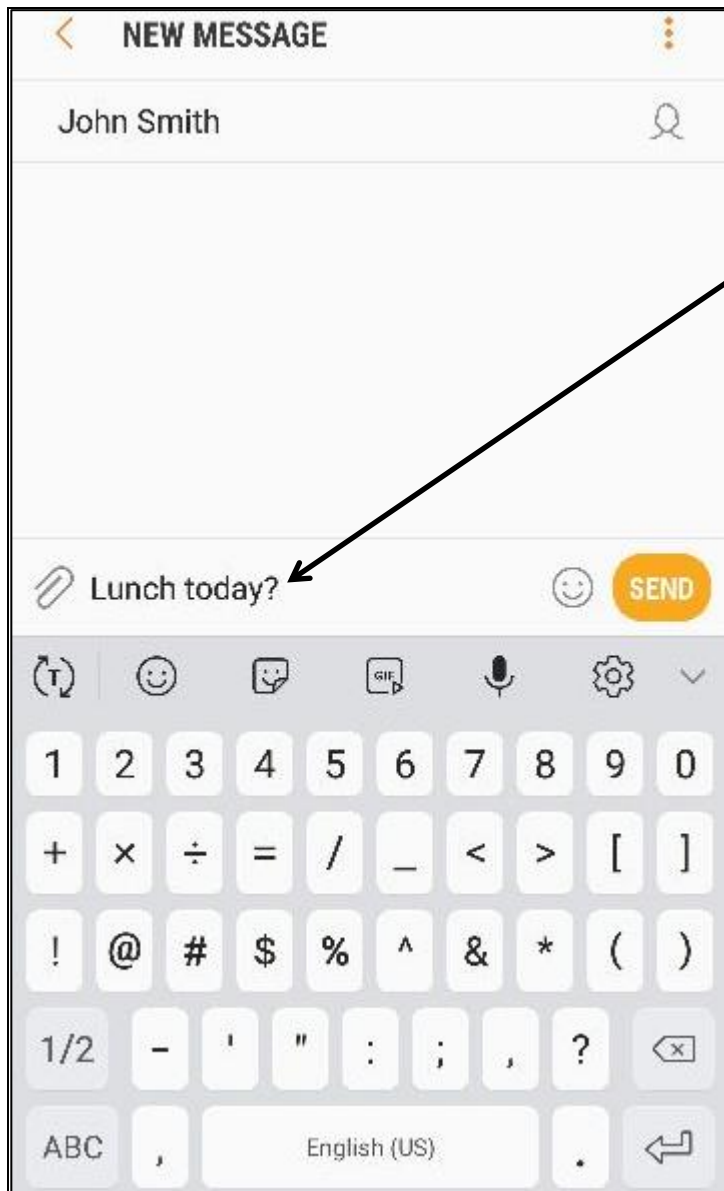 NEW MESSAGE
John Smith
Lunch today?
SEND
T
GIF
1 2 3 4 5 6 7 8 9 0
+ × ÷ = / _ < > [ ]
! @ # $ % ^ & * ( )
1/2 - ' " : ; , ?
ABC , English (US) .